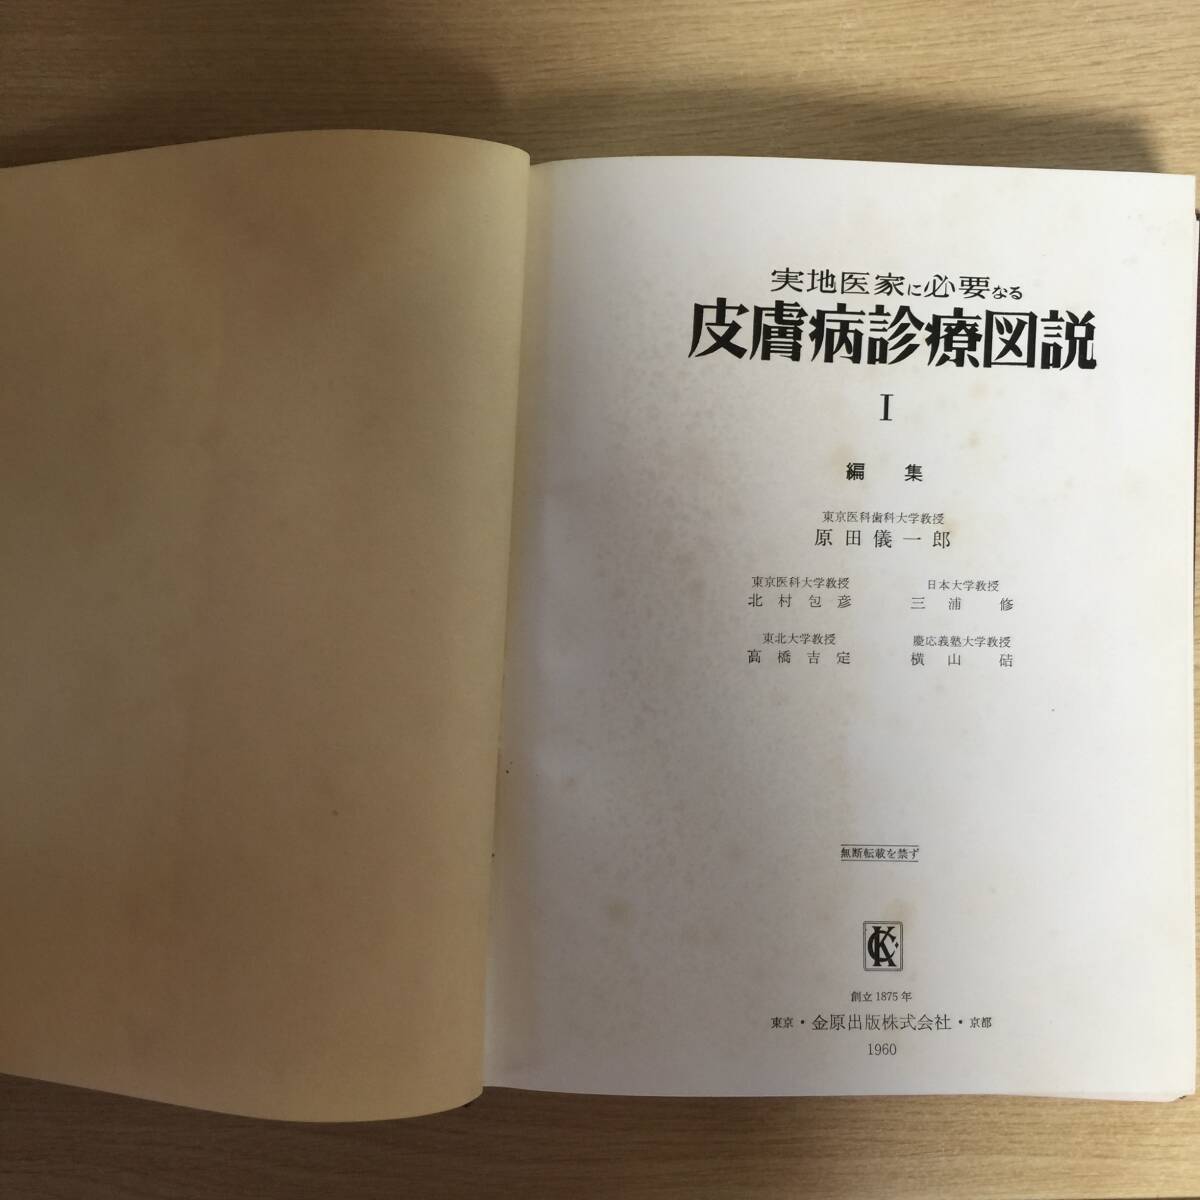 実地医家に必要なる
皮膚病診療図説
I
編集
東京医科歯科大学教授
原田儀一郎
東京医科大学教授
北村包彦
日本大学教授
三浦修
東北大学教授
高橋吉定
慶応義塾大学教授
横山硈
無断転載を禁ず
創立1875年
東京・金原出版株式会社・京都
1960